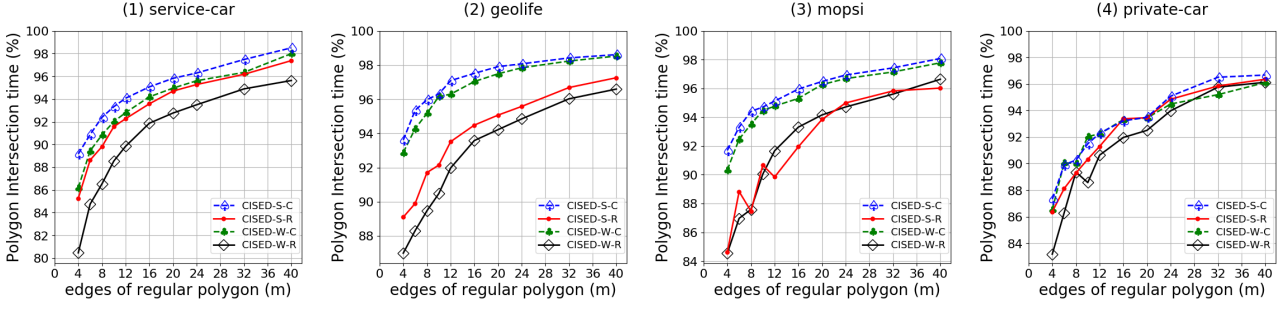 (1) service-car
Polygon Intersection time (%)
100
98
96
94
92
90
88
86
84
82
80
0 4 8 12 16 20 24 28 32 36 40
edges of regular polygon (m)
CISED-S-C
CISED-S-R
CISED-W-C
CISED-W-R
(2) geolife
Polygon Intersection time (%)
100
98
96
94
92
90
88
0 4 8 12 16 20 24 28 32 36 40
edges of regular polygon (m)
CISED-S-C
CISED-S-R
CISED-W-C
CISED-W-R
(3) mopsi
Polygon Intersection time (%)
100
98
96
94
92
90
88
86
84
0 4 8 12 16 20 24 28 32 36 40
edges of regular polygon (m)
CISED-S-C
CISED-S-R
CISED-W-C
CISED-W-R
(4) private-car
Polygon Intersection time (%)
100
98
96
94
92
90
88
86
84
0 4 8 12 16 20 24 28 32 36 40
edges of regular polygon (m)
CISED-S-C
CISED-S-R
CISED-W-C
CISED-W-R